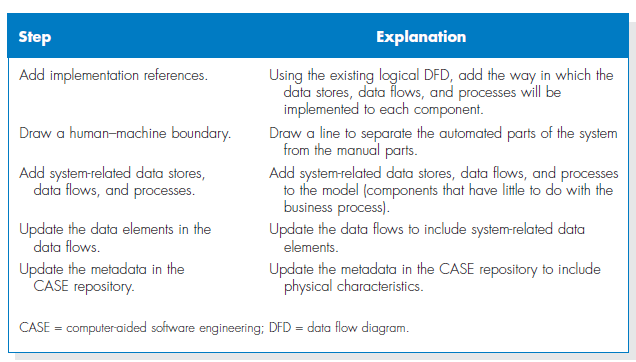 Step Explanation
Add implementation references. Using the existing logical DFD, add the way in which the
data stores, data flows, and processes will be
implemented to each component.
Draw a human–machine boundary. Draw a line to separate the automated parts of the system
from the manual parts.
Add system-related data stores, Add system-related data stores, data flows, and processes
data flows, and processes. to the model (components that have little to do with the
business process).
Update the data elements in the Update the data flows to include system-related data
data flows. elements.
Update the metadata in the Update the metadata in the CASE repository to include
CASE repository. physical characteristics.
CASE = computer-aided software engineering; DFD = data flow diagram.